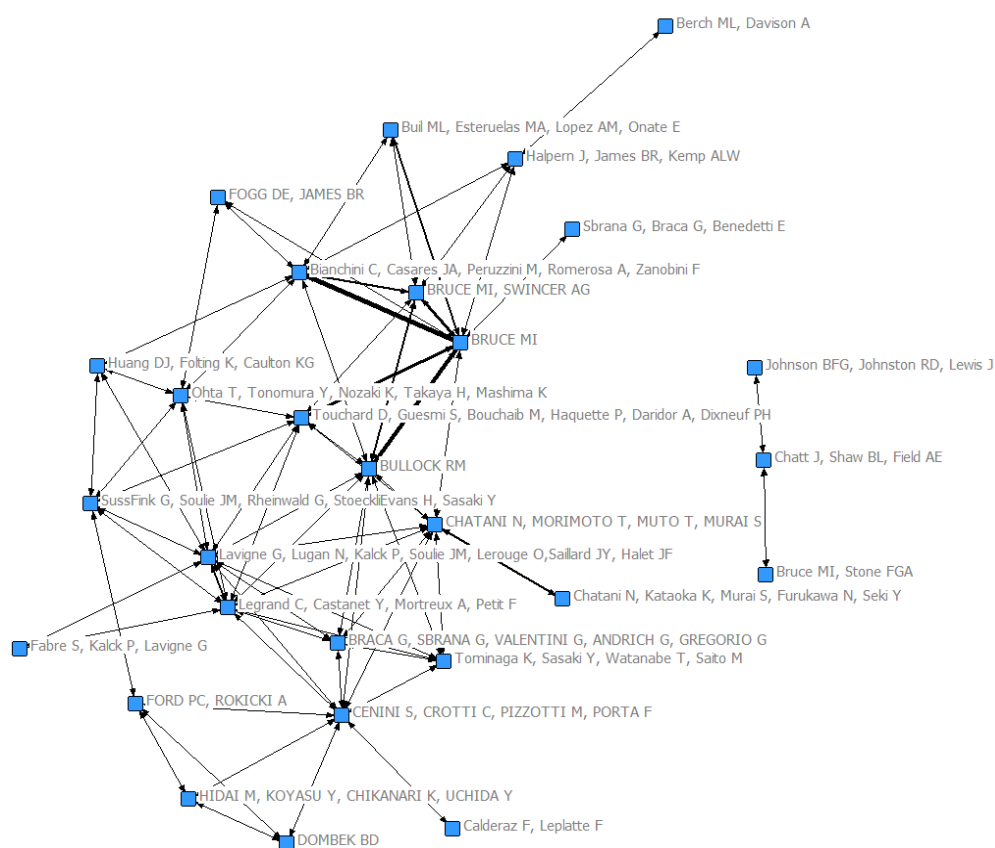 Berch ML, Davison A
Buil ML, Esteruelas MA, Lopez AM, Onate E
Halpern J, James BR, Kemp ALW
FOGG DE, JAMES BR
Sbrana G, Braca G, Benedetti E
Bianchini C, Casares JA, Peruzzini M, Romerosa A, Zanobini F
BRUCE MI, SWINCER AG
BRUCE MI
Huang DJ, Folting K, Caulton KG
Johnson BFG, Johnston RD, Lewis J
Ohta T, Tonomura Y, Nozaki K, Takaya H, Mashima K
Touchard D, Guesmi S, Bouchaib M, Haquette P, Daridor A, Dixneuf PH
Chatt J, Shaw BL, Field AE
BULLOCK RM
SussFink G, Soulie JM, Rheinwald G, StoeckliEvans H, Sasaki Y
CHATANI N, MORIMOTO T, MUTO T, MURAI S
Lavigne G, Lugan N, Kalck P, Soulie JM, Lerouge O,Saillard JY, Halet JF
Bruce MI, Stone FGA
Chatani N, Kataoka K, Murai S, Furukawa N, Seki Y
Legrand C, Castanet Y, Mortreux A, Petit F
BRACA G, SBRANA G, VALENTINI G, ANDRICH G, GREGORIO G
Fabre S, Kalck P, Lavigne G
Tominaga K, Sasaki Y, Watanabe T, Saito M
FORD PC, ROKICKI A
CENINI S, CROTTI C, PIZZOTTI M, PORTA F
HIDAI M, KOYASU Y, CHIKANARI K, UCHIDA Y
Calderaz F, Leplatte F
DOMBEK BD